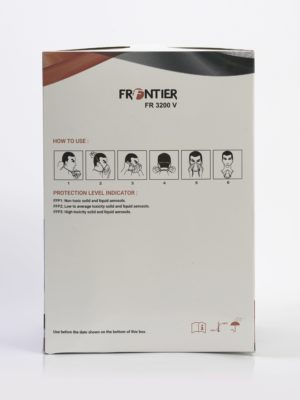 FRONTIER
FR 3200 V
HOW TO USE :
1 2 3 4 5 6
PROTECTION LEVEL INDICATOR :
FFP1: Non-toxic solid and liquid aerosols.
FFP2: Low to average toxicity solid and liquid aerosols.
FFP3: High toxicity solid and liquid aerosols.
Use before the date shown on the bottom of this box.